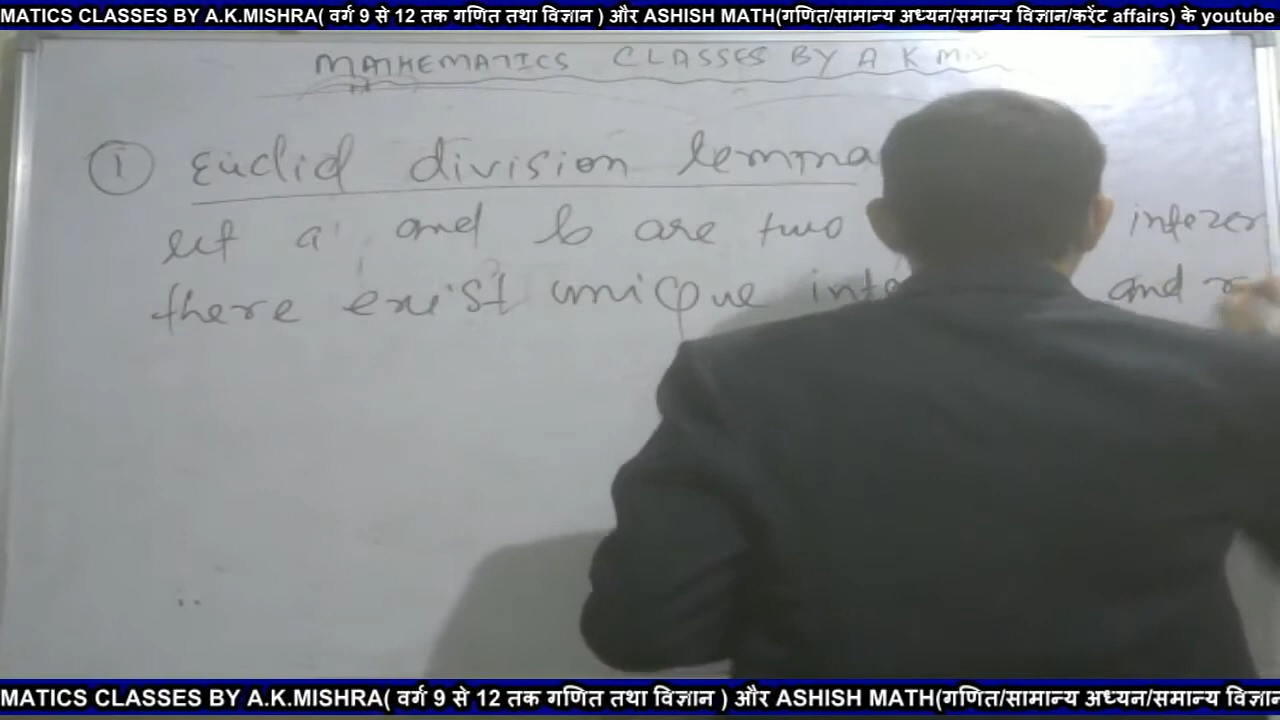 MATICS CLASSES BY A.K.MISHRA( वर्ग 9 से 12 तक गणित तथा विज्ञान ) और ASHISH MATH(गणित/सामान्य अध्यन/समान्य विज्ञान/करेंट affairs) के youtube
MATHEMATICS CLASSES BY A K
① Euclid division lemma
let a and b are two interer
there exist unique inte and r
MATICS CLASSES BY A.K.MISHRA( वर्ग 9 से 12 तक गणित तथा विज्ञान ) और ASHISH MATH(गणित/सामान्य अध्यन/समान्य विज्ञान